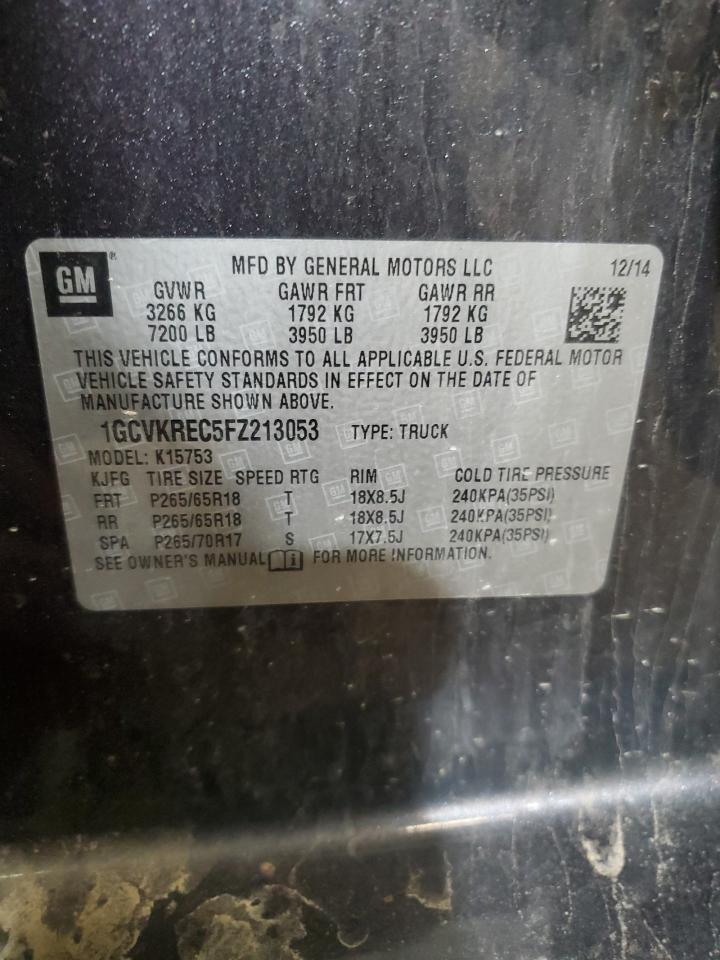 GM®
MFD BY GENERAL MOTORS LLC 12/14
GVWR GAWR FRT GAWR RR
3266 KG 1792 KG 1792 KG
7200 LB 3950 LB 3950 LB
THIS VEHICLE CONFORMS TO ALL APPLICABLE U.S. FEDERAL MOTOR
VEHICLE SAFETY STANDARDS IN EFFECT ON THE DATE OF
MANUFACTURE SHOWN ABOVE.
1GCVKREC5FZ213053 TYPE: TRUCK
MODEL: K15753
KJFG TIRE SIZE SPEED RTG RIM COLD TIRE PRESSURE
FRT P265/65R18 T 18X8.5J 240KPA(35PSI)
RR P265/65R18 T 18X8.5J 240KPA(35PSI)
SPA P265/70R17 S 17X7.5J 240KPA(35PSI)
SEE OWNER'S MANUAL i FOR MORE INFORMATION.